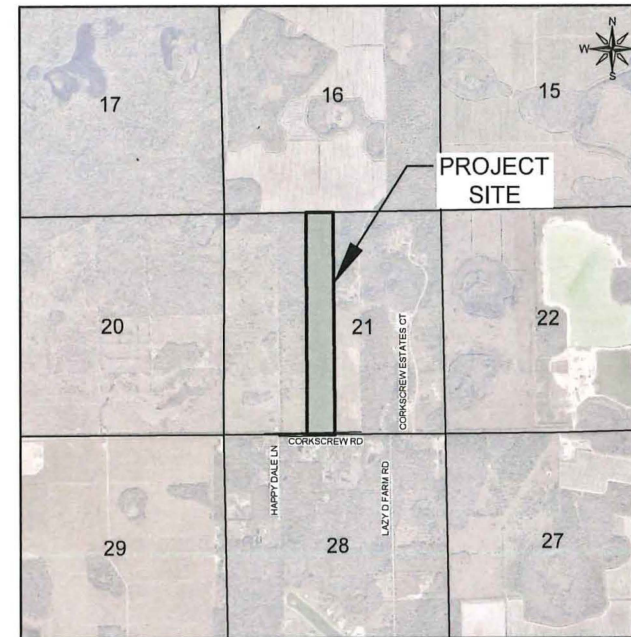 N
W
S
17
16
15
PROJECT
SITE
20
21
22
CORKSCREW ESTATES CT
CORKSCREW RD
HAPPY DALE LN
LAZY D FARM RD
29
28
27